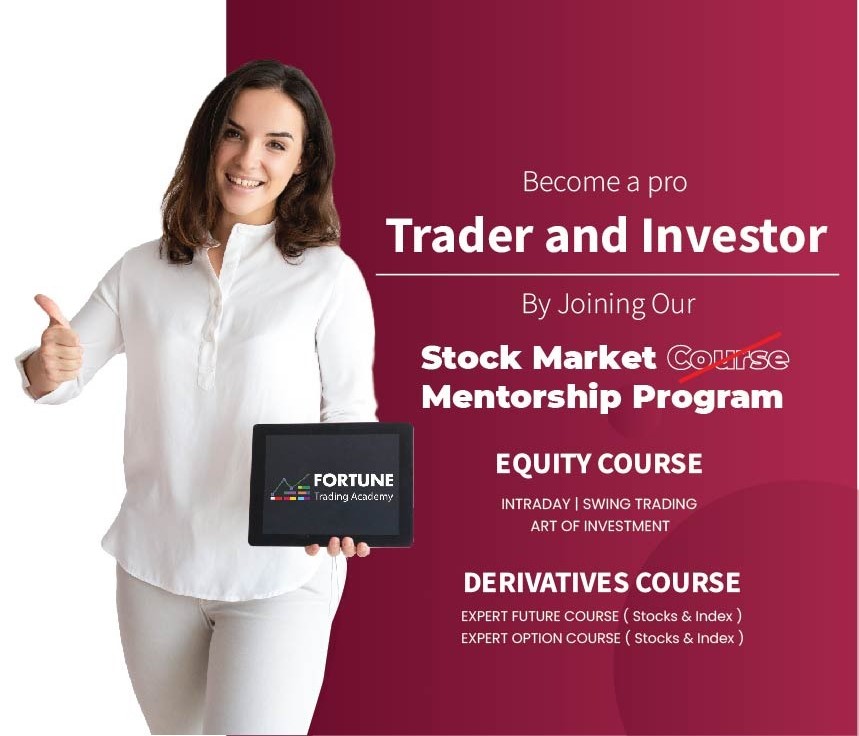 Become a pro
Trader and Investor
By Joining Our
Stock Market Course
Mentorship Program
EQUITY COURSE
INTRADAY | SWING TRADING
ART OF INVESTMENT
DERIVATIVES COURSE
EXPERT FUTURE COURSE ( Stocks & Index )
EXPERT OPTION COURSE ( Stocks & Index )
FORTUNE
Trading Academy